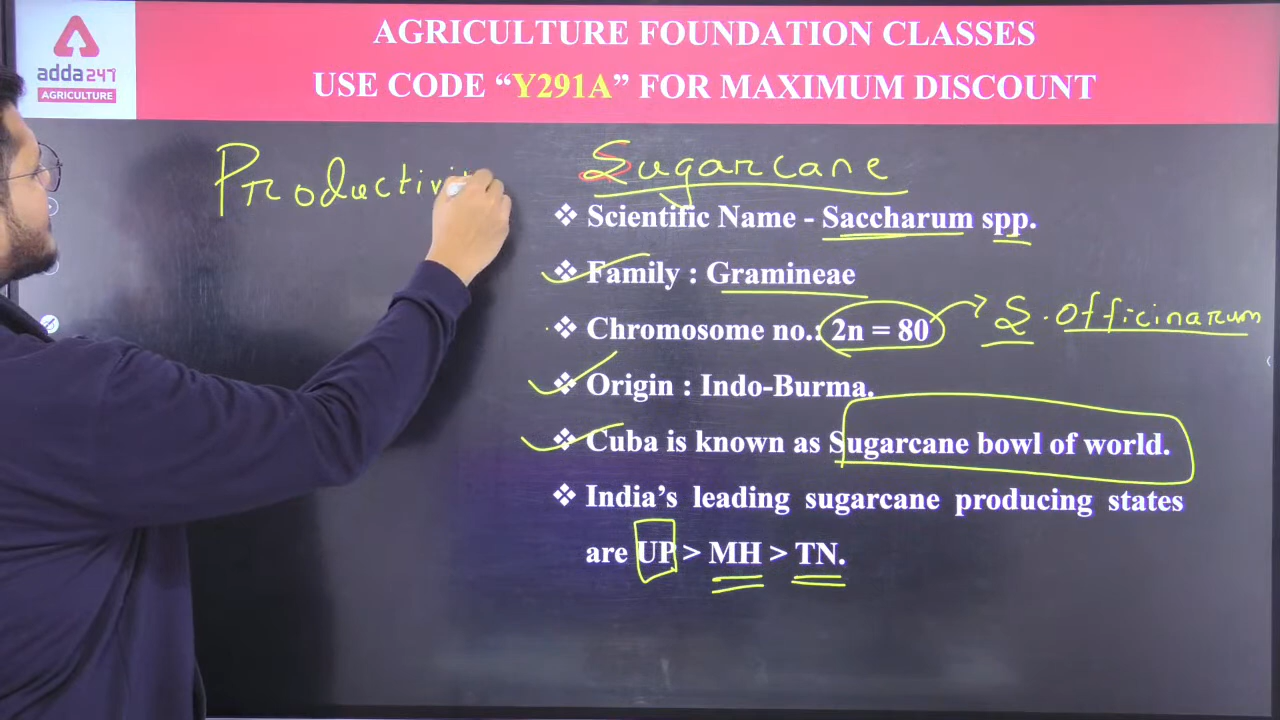 AGRICULTURE FOUNDATION CLASSES
USE CODE “Y291A” FOR MAXIMUM DISCOUNT
adda247
AGRICULTURE
Productivit
Sugarcane
❖ Scientific Name - Saccharum spp.
❖ Family : Gramineae
❖ Chromosome no.: 2n = 80 → S. officinarum
❖ Origin : Indo-Burma.
❖ Cuba is known as Sugarcane bowl of world.
❖ India’s leading sugarcane producing states
are UP > MH > TN.